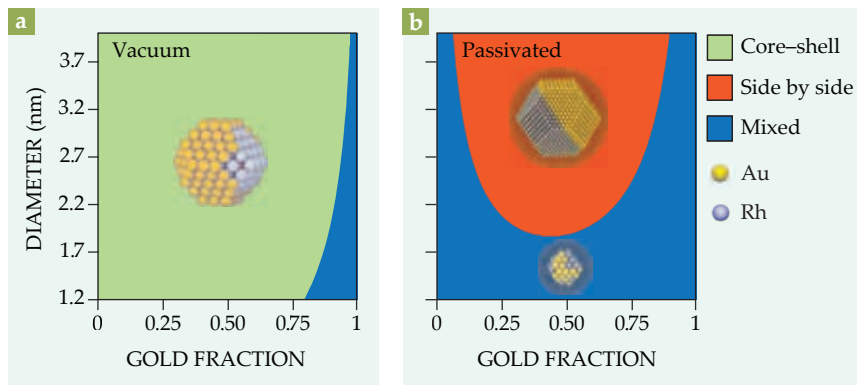 a
Vacuum
DIAMETER (nm)
3.7
3.2
2.7
2.2
1.7
1.2
0 0.25 0.50 0.75 1
GOLD FRACTION
b
Passivated
0 0.25 0.50 0.75 1
GOLD FRACTION
Core–shell
Side by side
Mixed
Au
Rh